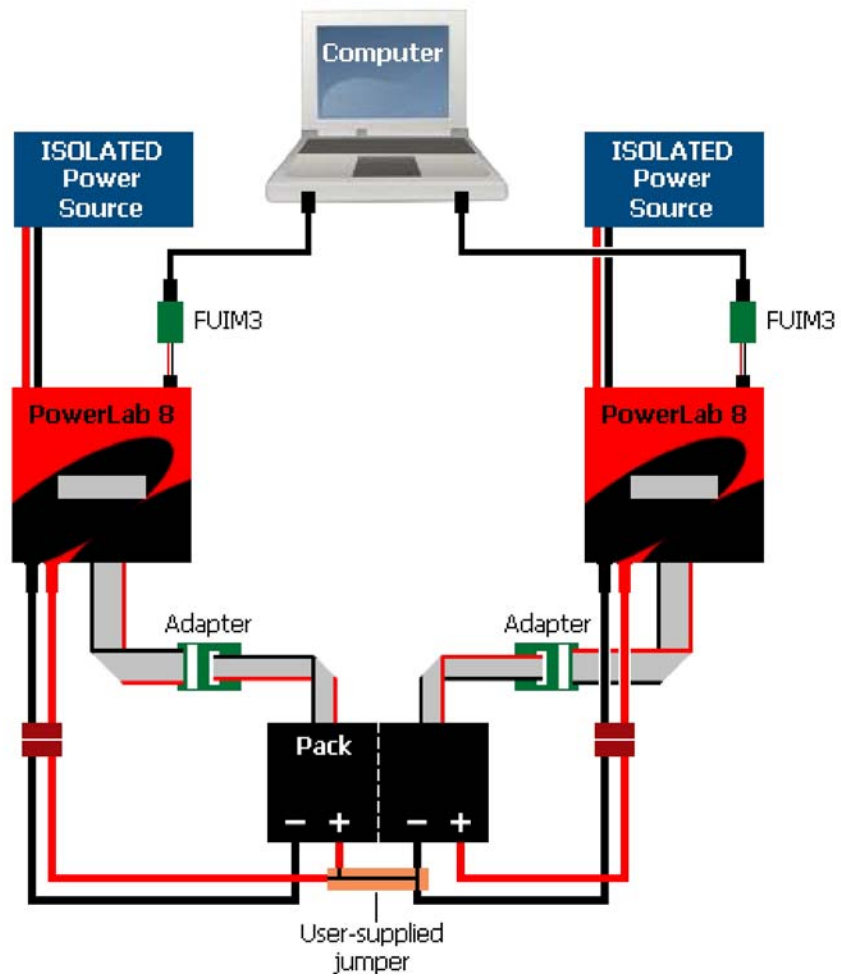 Computer
ISOLATED
Power
Source
ISOLATED
Power
Source
FUIM3
FUIM3
PowerLab 8
PowerLab 8
Adapter
Adapter
Pack
− +
− +
User-supplied
jumper